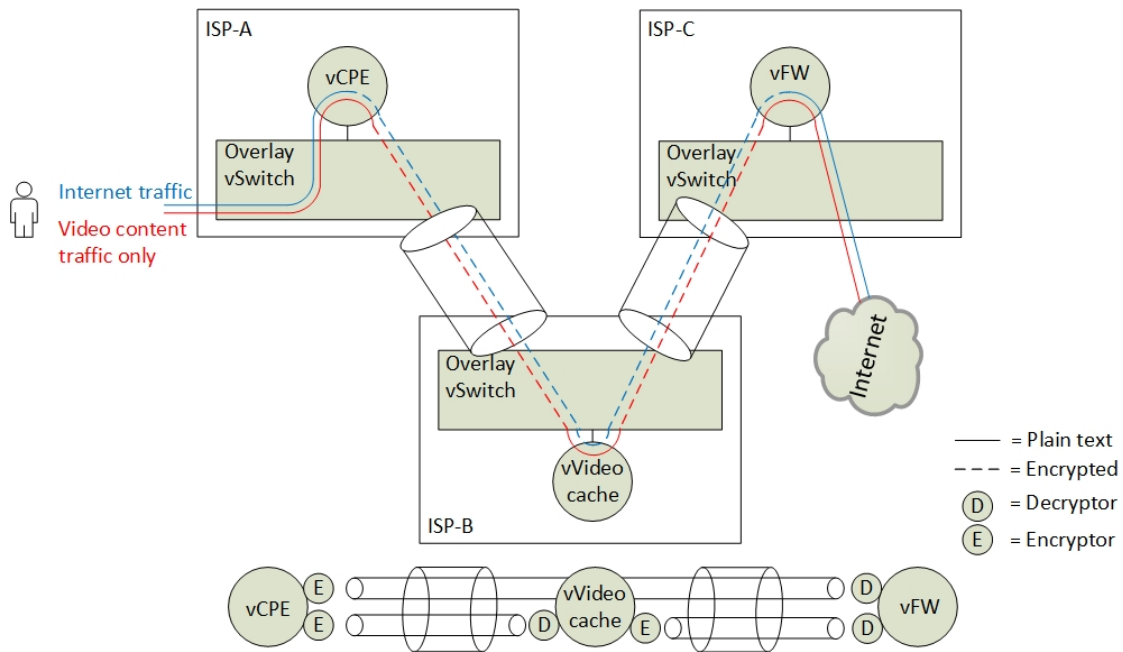 ISP-A
vCPE
Overlay
vSwitch
Internet traffic
Video content
traffic only
ISP-C
vFW
Overlay
vSwitch
Internet
Overlay
vSwitch
vVideo
cache
ISP-B
= Plain text
= Encrypted
D = Decryptor
E = Encryptor
vCPE
E
E
D
vVideo
cache
E
D
D
vFW